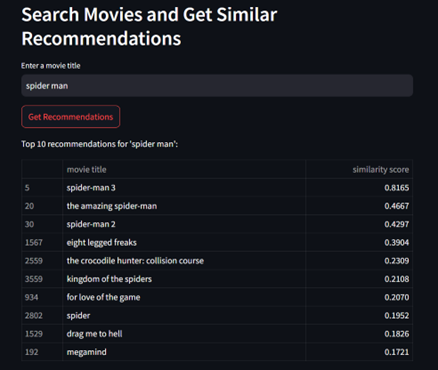 Search Movies and Get Similar
Recommendations
Enter a movie title
spider man
Get Recommendations
Top 10 recommendations for 'spider man':
movie title similarity score
5 spider-man 3 0.8165
20 the amazing spider-man 0.4667
30 spider-man 2 0.4297
1567 eight legged freaks 0.3904
2559 the crocodile hunter: collision course 0.2309
3559 kingdom of the spiders 0.2108
934 for love of the game 0.2070
2802 spider 0.1952
1529 drag me to hell 0.1826
192 megamind 0.1721